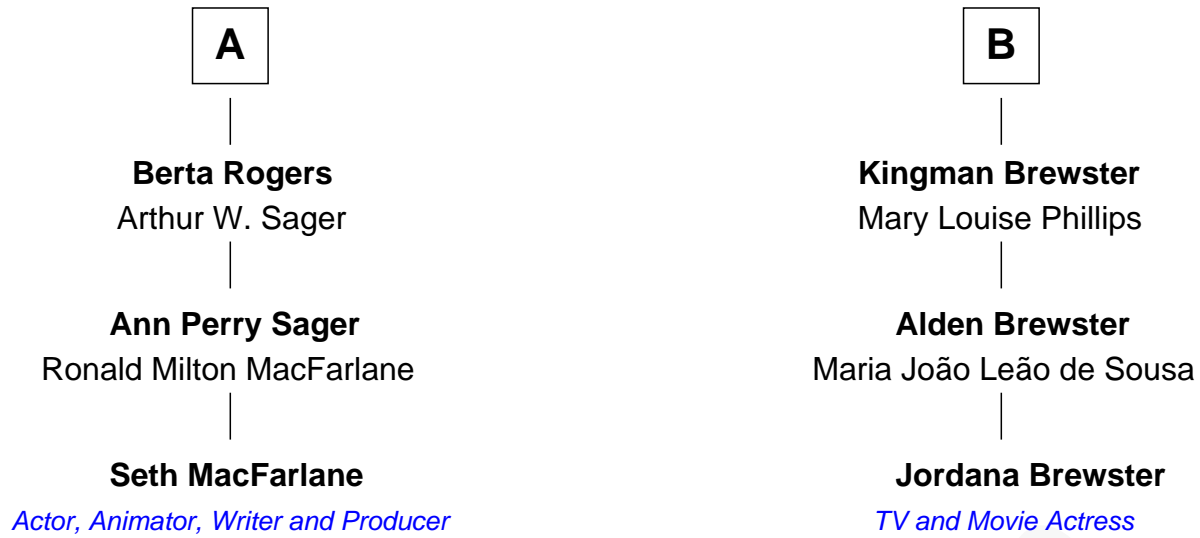 A
Berta Rogers
Arthur W. Sager
Ann Perry Sager
Ronald Milton MacFarlane
Seth MacFarlane
Actor, Animator, Writer and Producer
B
Kingman Brewster
Mary Louise Phillips
Alden Brewster
Maria João Leão de Sousa
Jordana Brewster
TV and Movie Actress